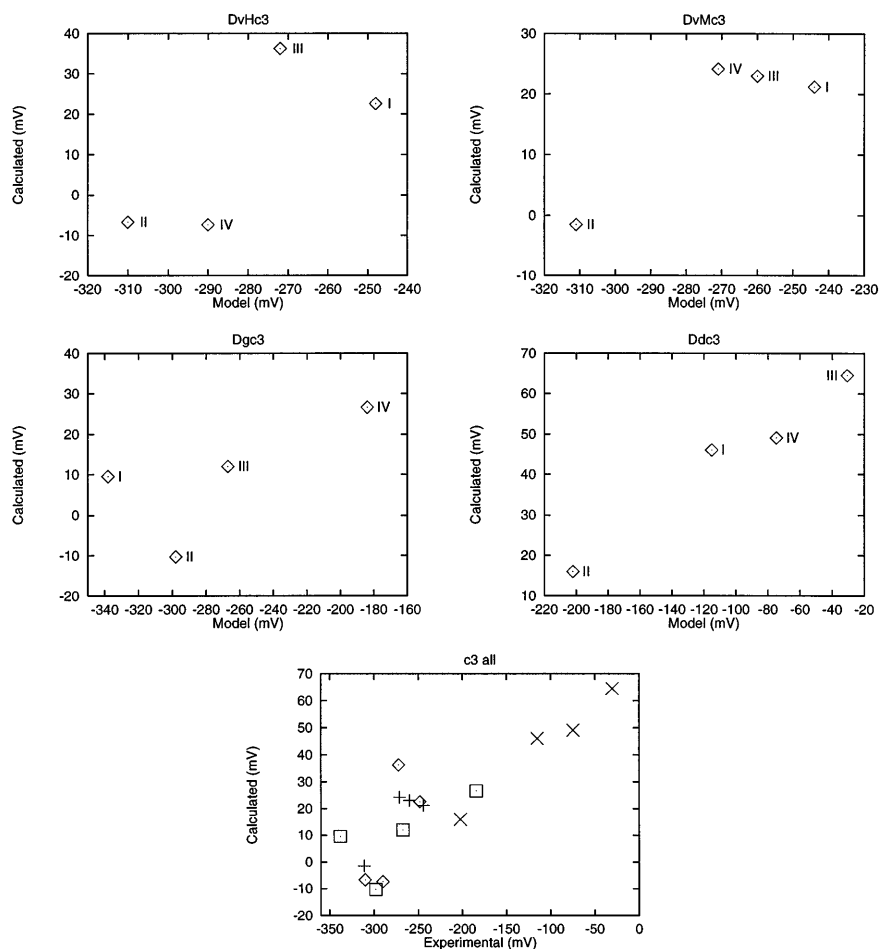 DvHc3
40
30
20
10
0
-10
-20
Calculated (mV)
III
I
II
IV
-320 -310 -300 -290 -280 -270 -260 -250 -240
Model (mV)
DvMc3
30
20
10
0
-10
Calculated (mV)
IV
III
I
II
-320 -310 -300 -290 -280 -270 -260 -250 -240 -230
Model (mV)
Dgc3
40
30
20
10
0
-10
-20
Calculated (mV)
IV
III
I
II
-340 -320 -300 -280 -260 -240 -220 -200 -180 -160
Model (mV)
Ddc3
70
60
50
40
30
20
10
Calculated (mV)
III
IV
I
II
-220 -200 -180 -160 -140 -120 -100 -80 -60 -40 -20
Model (mV)
c3 all
70
60
50
40
30
20
10
0
-10
-20
Calculated (mV)
-350 -300 -250 -200 -150 -100 -50 0
Experimental (mV)